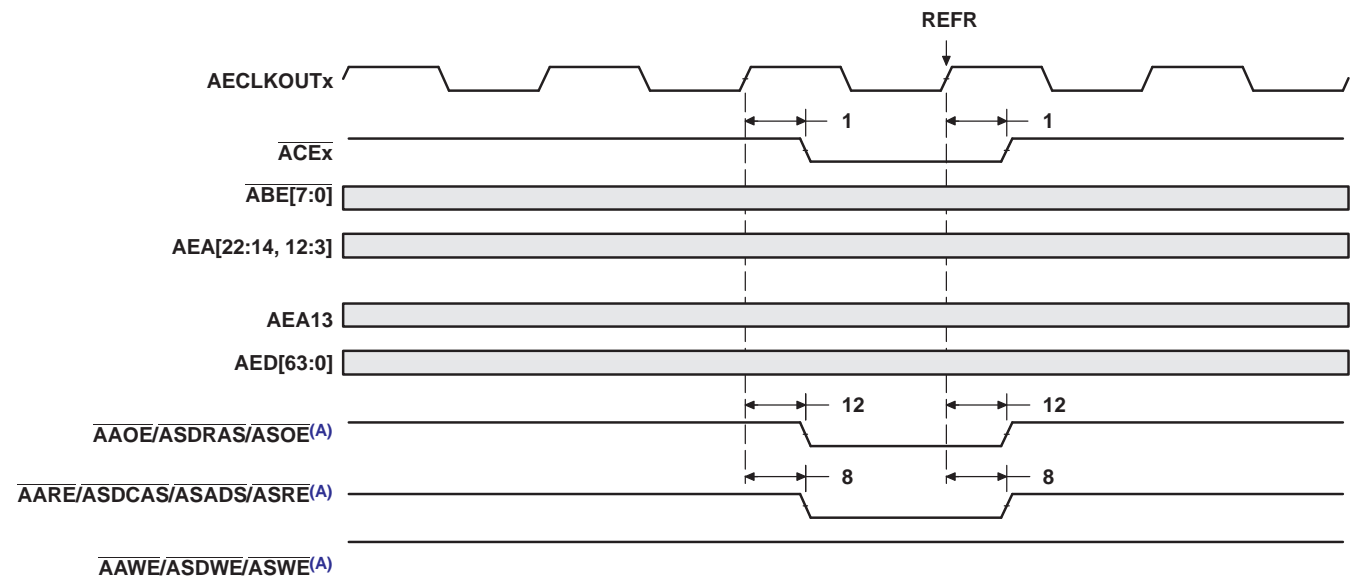 REFR
AECLKOUTx
1 1
ACEx
ABE[7:0]
AEA[22:14, 12:3]
AEA13
AED[63:0]
12 12
AAOE/ASDRAS/ASOE(A)
8 8
AARE/ASDCAS/ASADS/ASRE(A)
AAWE/ASDWE/ASWE(A)